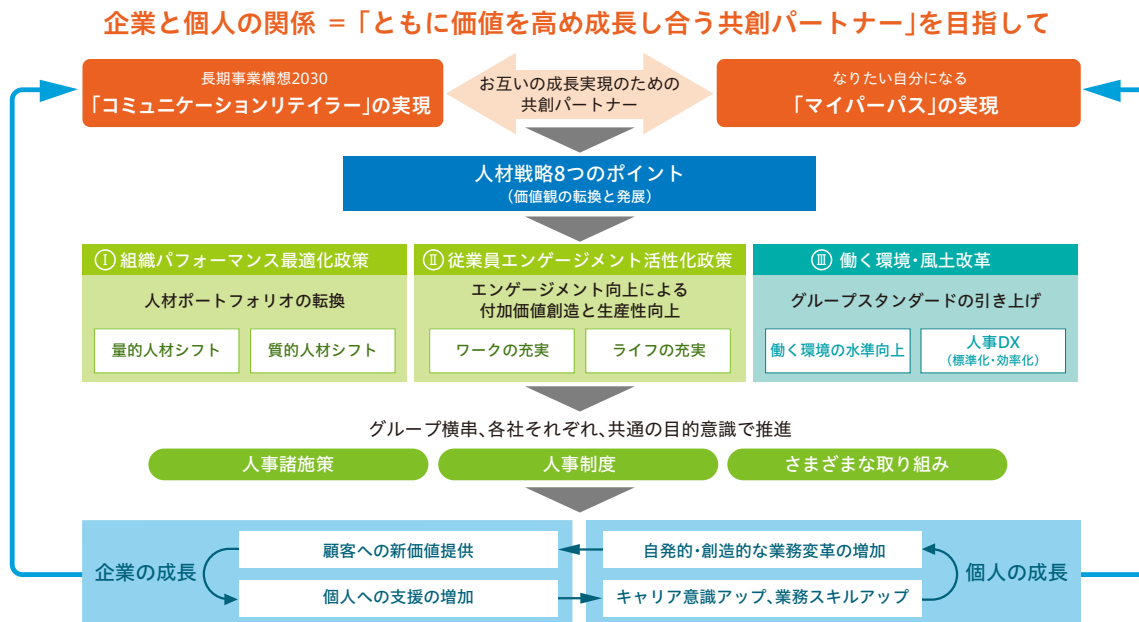 企業と個人の関係 =「ともに価値を高め成長し合う共創パートナー」を目指して
長期事業構想2030
「コミュニケーションリテイラー」の実現
お互いの成長実現のための
共創パートナー
なりたい自分になる
「マイパーパス」の実現
人材戦略8つのポイント
(価値観の転換と発展)
Ⅰ 組織パフォーマンス最適化政策
人材ポートフォリオの転換
量的人材シフト
質的人材シフト
Ⅱ 従業員エンゲージメント活性化政策
エンゲージメント向上による
付加価値創造と生産性向上
ワークの充実
ライフの充実
Ⅲ 働く環境・風土改革
グループスタンダードの引き上げ
働く環境の水準向上
人事DX
(標準化・効率化)
グループ横串、各社それぞれ、共通の目的意識で推進
人事諸施策
人事制度
さまざまな取り組み
企業の成長
顧客への新価値提供
個人への支援の増加
自発的・創造的な業務変革の増加
キャリア意識アップ、業務スキルアップ
個人の成長